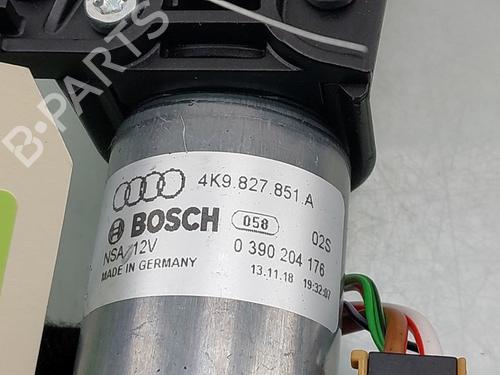 B-PARTS
4K9.827.851.A
BOSCH 058 02S
NSA 12V 0 390 204 176
MADE IN GERMANY 13.11.18 19:32:07